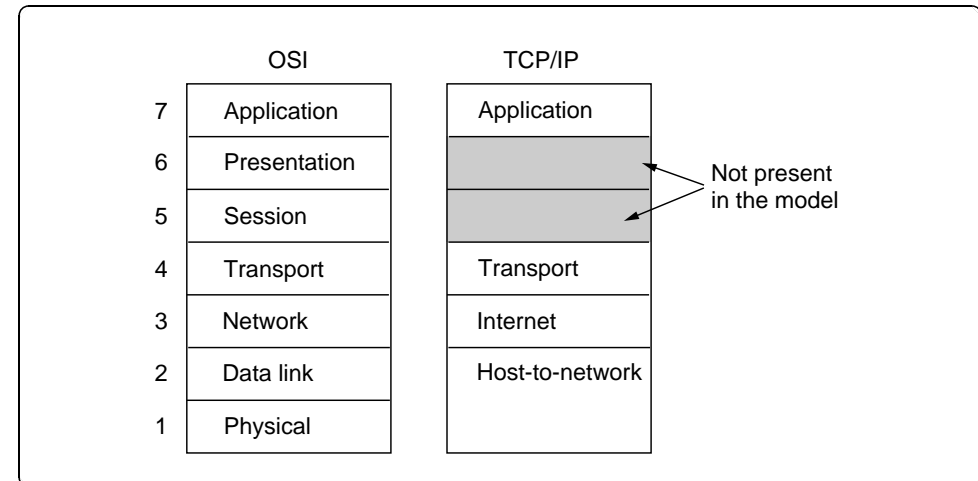 OSI TCP/IP
7 Application Application
6 Presentation
5 Session
Not present
in the model
4 Transport Transport
3 Network Internet
2 Data link Host-to-network
1 Physical